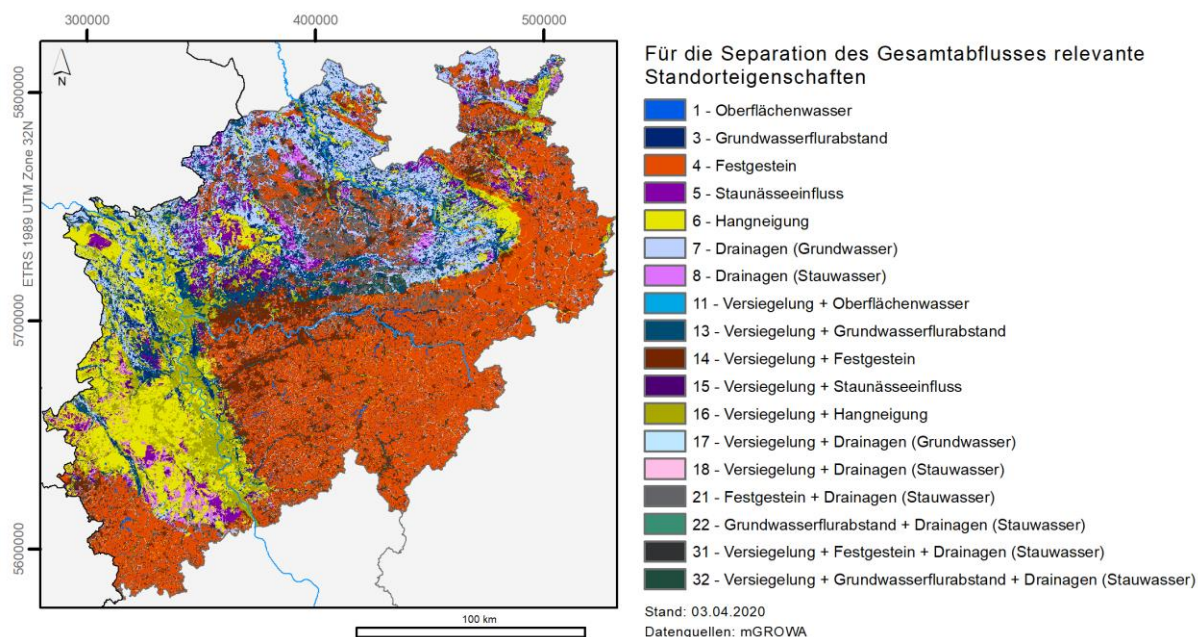 300000 400000 500000
N
5800000
ETRS 1989 UTM Zone 32N
5700000
5600000
100 km
Für die Separation des Gesamtabflusses relevante
Standorteigenschaften
1 - Oberflächenwasser
3 - Grundwasserflurabstand
4 - Festgestein
5 - Staunässeeinfluss
6 - Hangneigung
7 - Drainagen (Grundwasser)
8 - Drainagen (Stauwasser)
11 - Versiegelung + Oberflächenwasser
13 - Versiegelung + Grundwasserflurabstand
14 - Versiegelung + Festgestein
15 - Versiegelung + Staunässeeinfluss
16 - Versiegelung + Hangneigung
17 - Versiegelung + Drainagen (Grundwasser)
18 - Versiegelung + Drainagen (Stauwasser)
21 - Festgestein + Drainagen (Stauwasser)
22 - Grundwasserflurabstand + Drainagen (Stauwasser)
31 - Versiegelung + Festgestein + Drainagen (Stauwasser)
32 - Versiegelung + Grundwasserflurabstand + Drainagen (Stauwasser)
Stand: 03.04.2020
Datenquellen: mGROWA